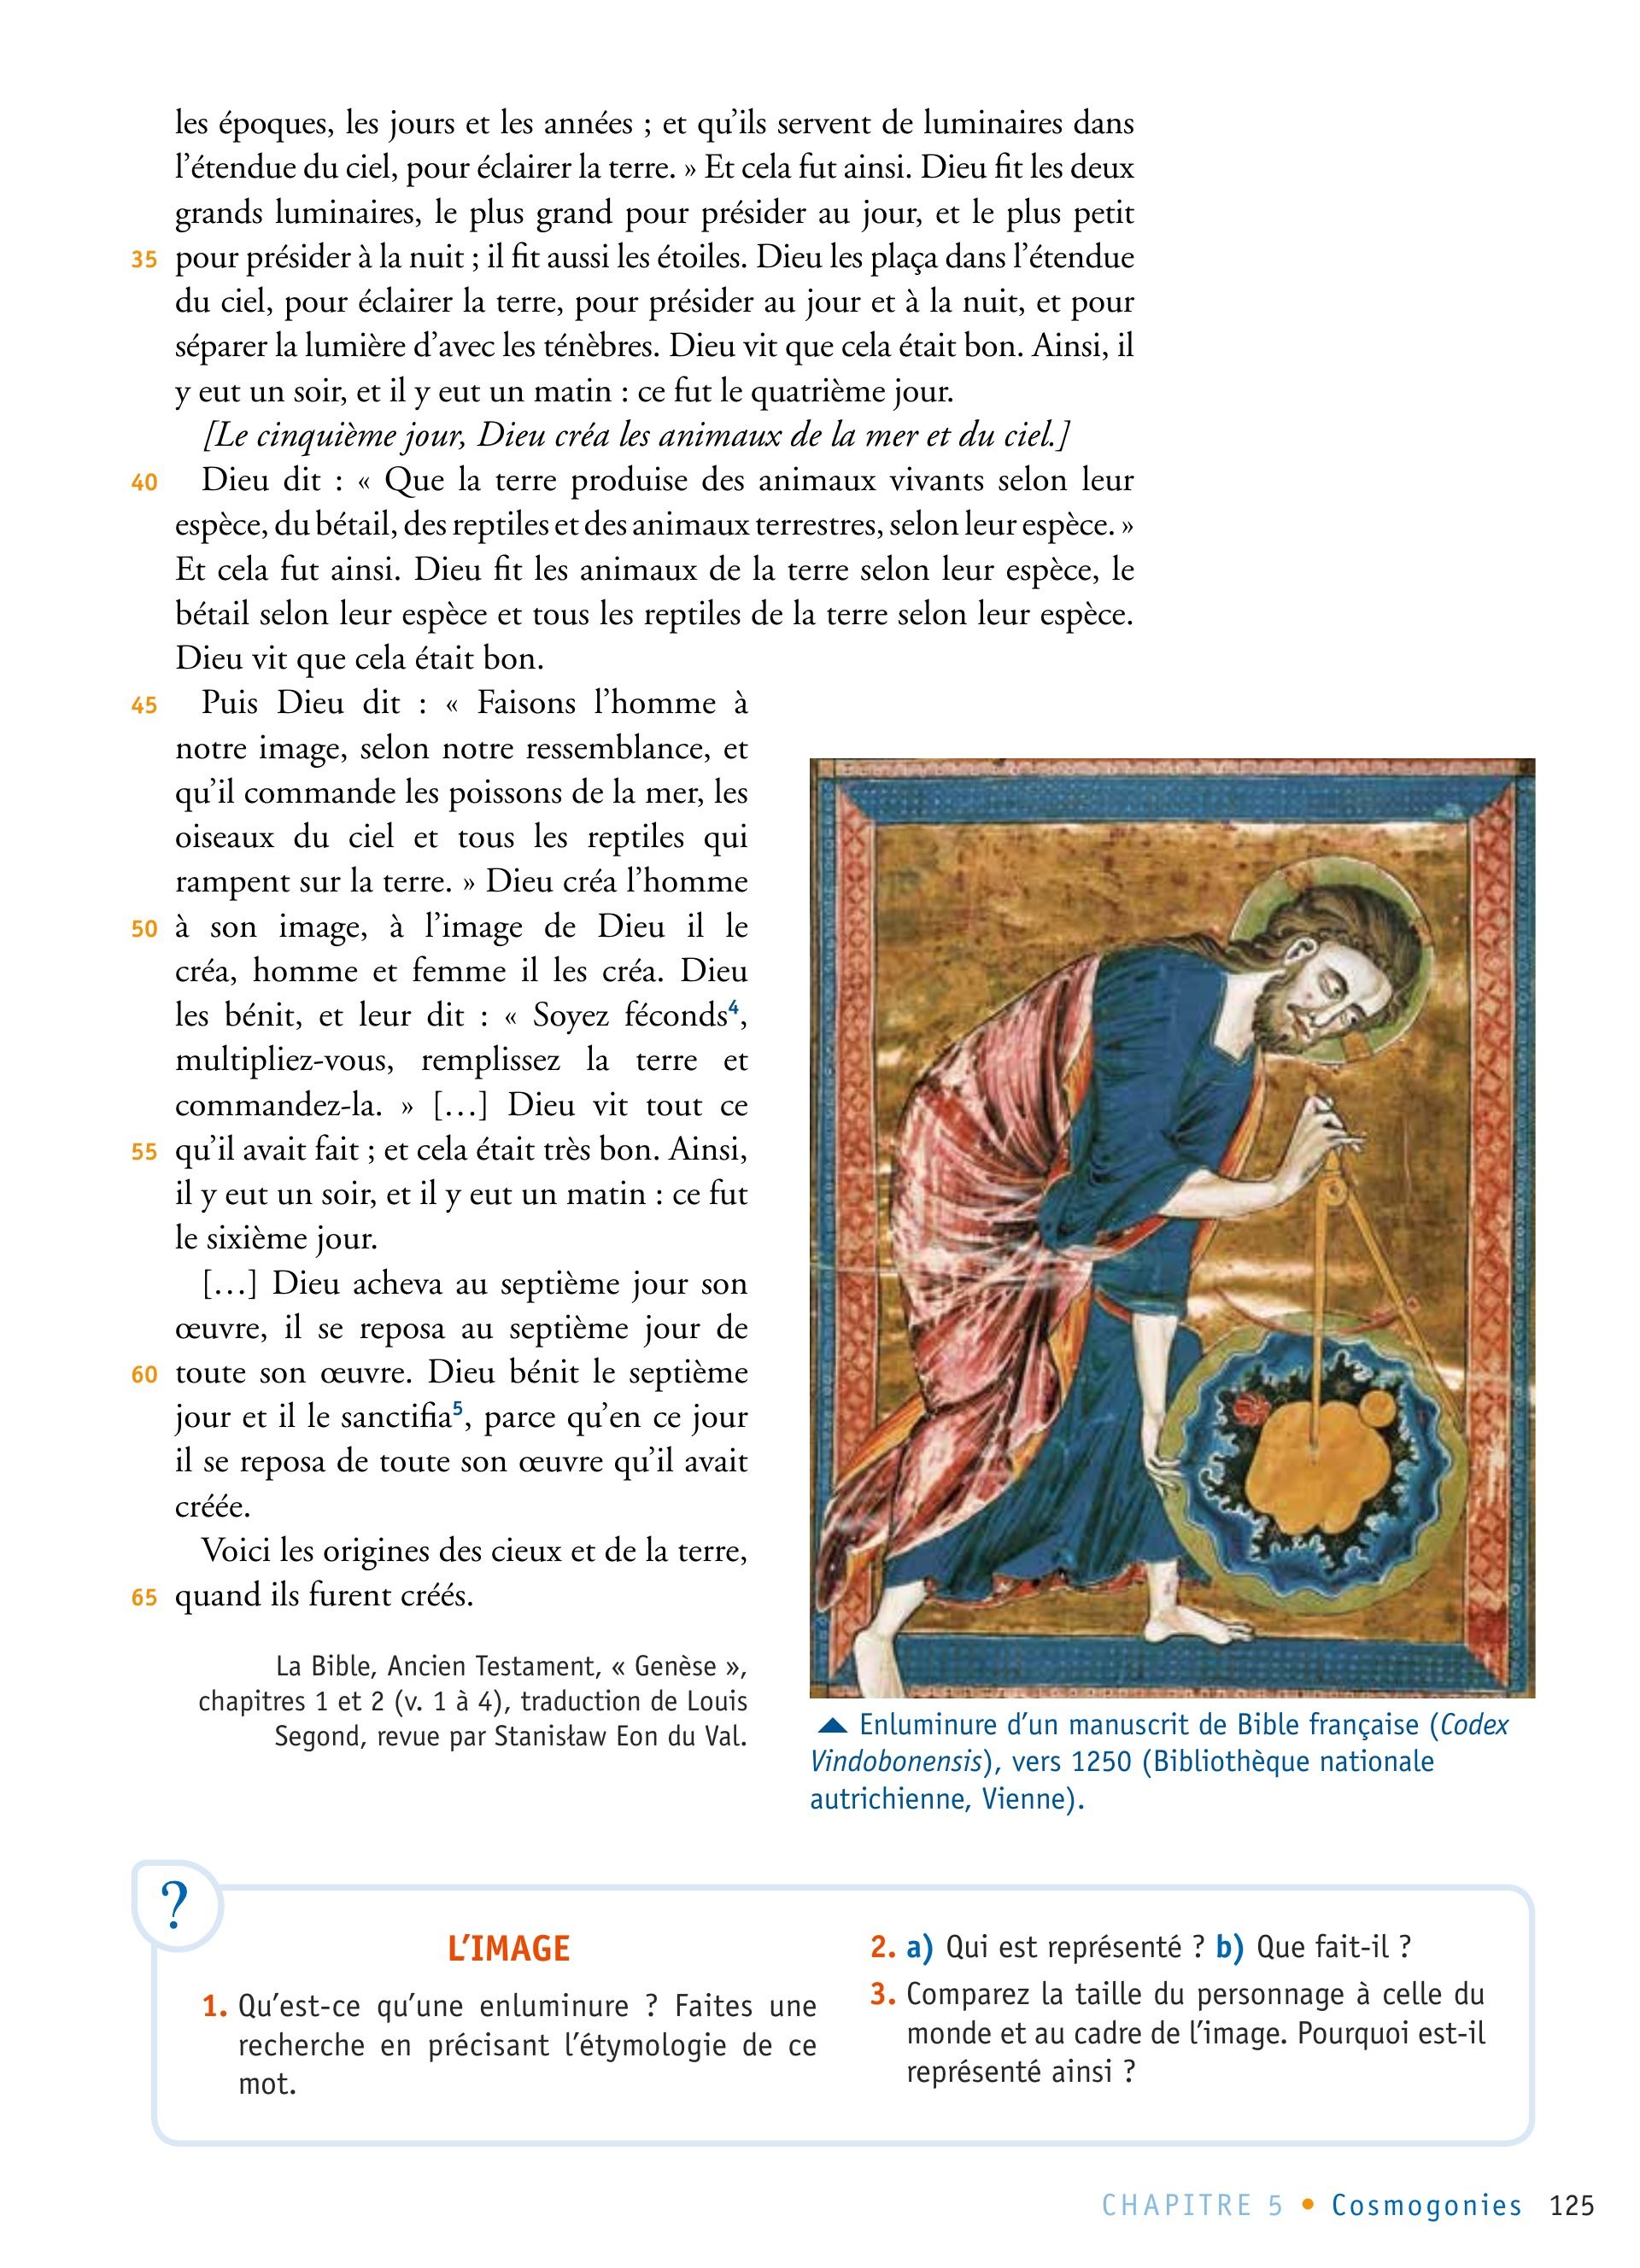 les époques, les jours et les années ; et qu’ils servent de luminaires dans
l’étendue du ciel, pour éclairer la terre. » Et cela fut ainsi. Dieu fit les deux
grands luminaires, le plus grand pour présider au jour, et le plus petit
35 pour présider à la nuit ; il fit aussi les étoiles. Dieu les plaça dans l’étendue
du ciel, pour éclairer la terre, pour présider au jour et à la nuit, et pour
séparer la lumière d’avec les ténèbres. Dieu vit que cela était bon. Ainsi, il
y eut un soir, et il y eut un matin : ce fut le quatrième jour.
[Le cinquième jour, Dieu créa les animaux de la mer et du ciel.]
40 Dieu dit : « Que la terre produise des animaux vivants selon leur
espèce, du bétail, des reptiles et des animaux terrestres, selon leur espèce. »
Et cela fut ainsi. Dieu fit les animaux de la terre selon leur espèce, le
bétail selon leur espèce et tous les reptiles de la terre selon leur espèce.
Dieu vit que cela était bon.
45 Puis Dieu dit : « Faisons l’homme à
notre image, selon notre ressemblance, et
qu’il commande les poissons de la mer, les
oiseaux du ciel et tous les reptiles qui
rampent sur la terre. » Dieu créa l’homme
50 à son image, à l’image de Dieu il le
créa, homme et femme il les créa. Dieu
les bénit, et leur dit : « Soyez féconds4,
multipliez-vous, remplissez la terre et
commandez-la. » […] Dieu vit tout ce
55 qu’il avait fait ; et cela était très bon. Ainsi,
il y eut un soir, et il y eut un matin : ce fut
le sixième jour.
[…] Dieu acheva au septième jour son
œuvre, il se reposa au septième jour de
60 toute son œuvre. Dieu bénit le septième
jour et il le sanctifia5, parce qu’en ce jour
il se reposa de toute son œuvre qu’il avait
créée.
Voici les origines des cieux et de la terre,
65 quand ils furent créés.
La Bible, Ancien Testament, « Genèse »,
chapitres 1 et 2 (v. 1 à 4), traduction de Louis
Segond, revue par Stanisław Eon du Val.
Enluminure d’un manuscrit de Bible française (Codex
Vindobonensis), vers 1250 (Bibliothèque nationale
autrichienne, Vienne).
?
L’IMAGE
1. Qu’est-ce qu’une enluminure ? Faites une
recherche en précisant l’étymologie de ce
mot.
2. a) Qui est représenté ? b) Que fait-il ?
3. Comparez la taille du personnage à celle du
monde et au cadre de l’image. Pourquoi est-il
représenté ainsi ?
CHAPITRE 5 • Cosmogonies 125